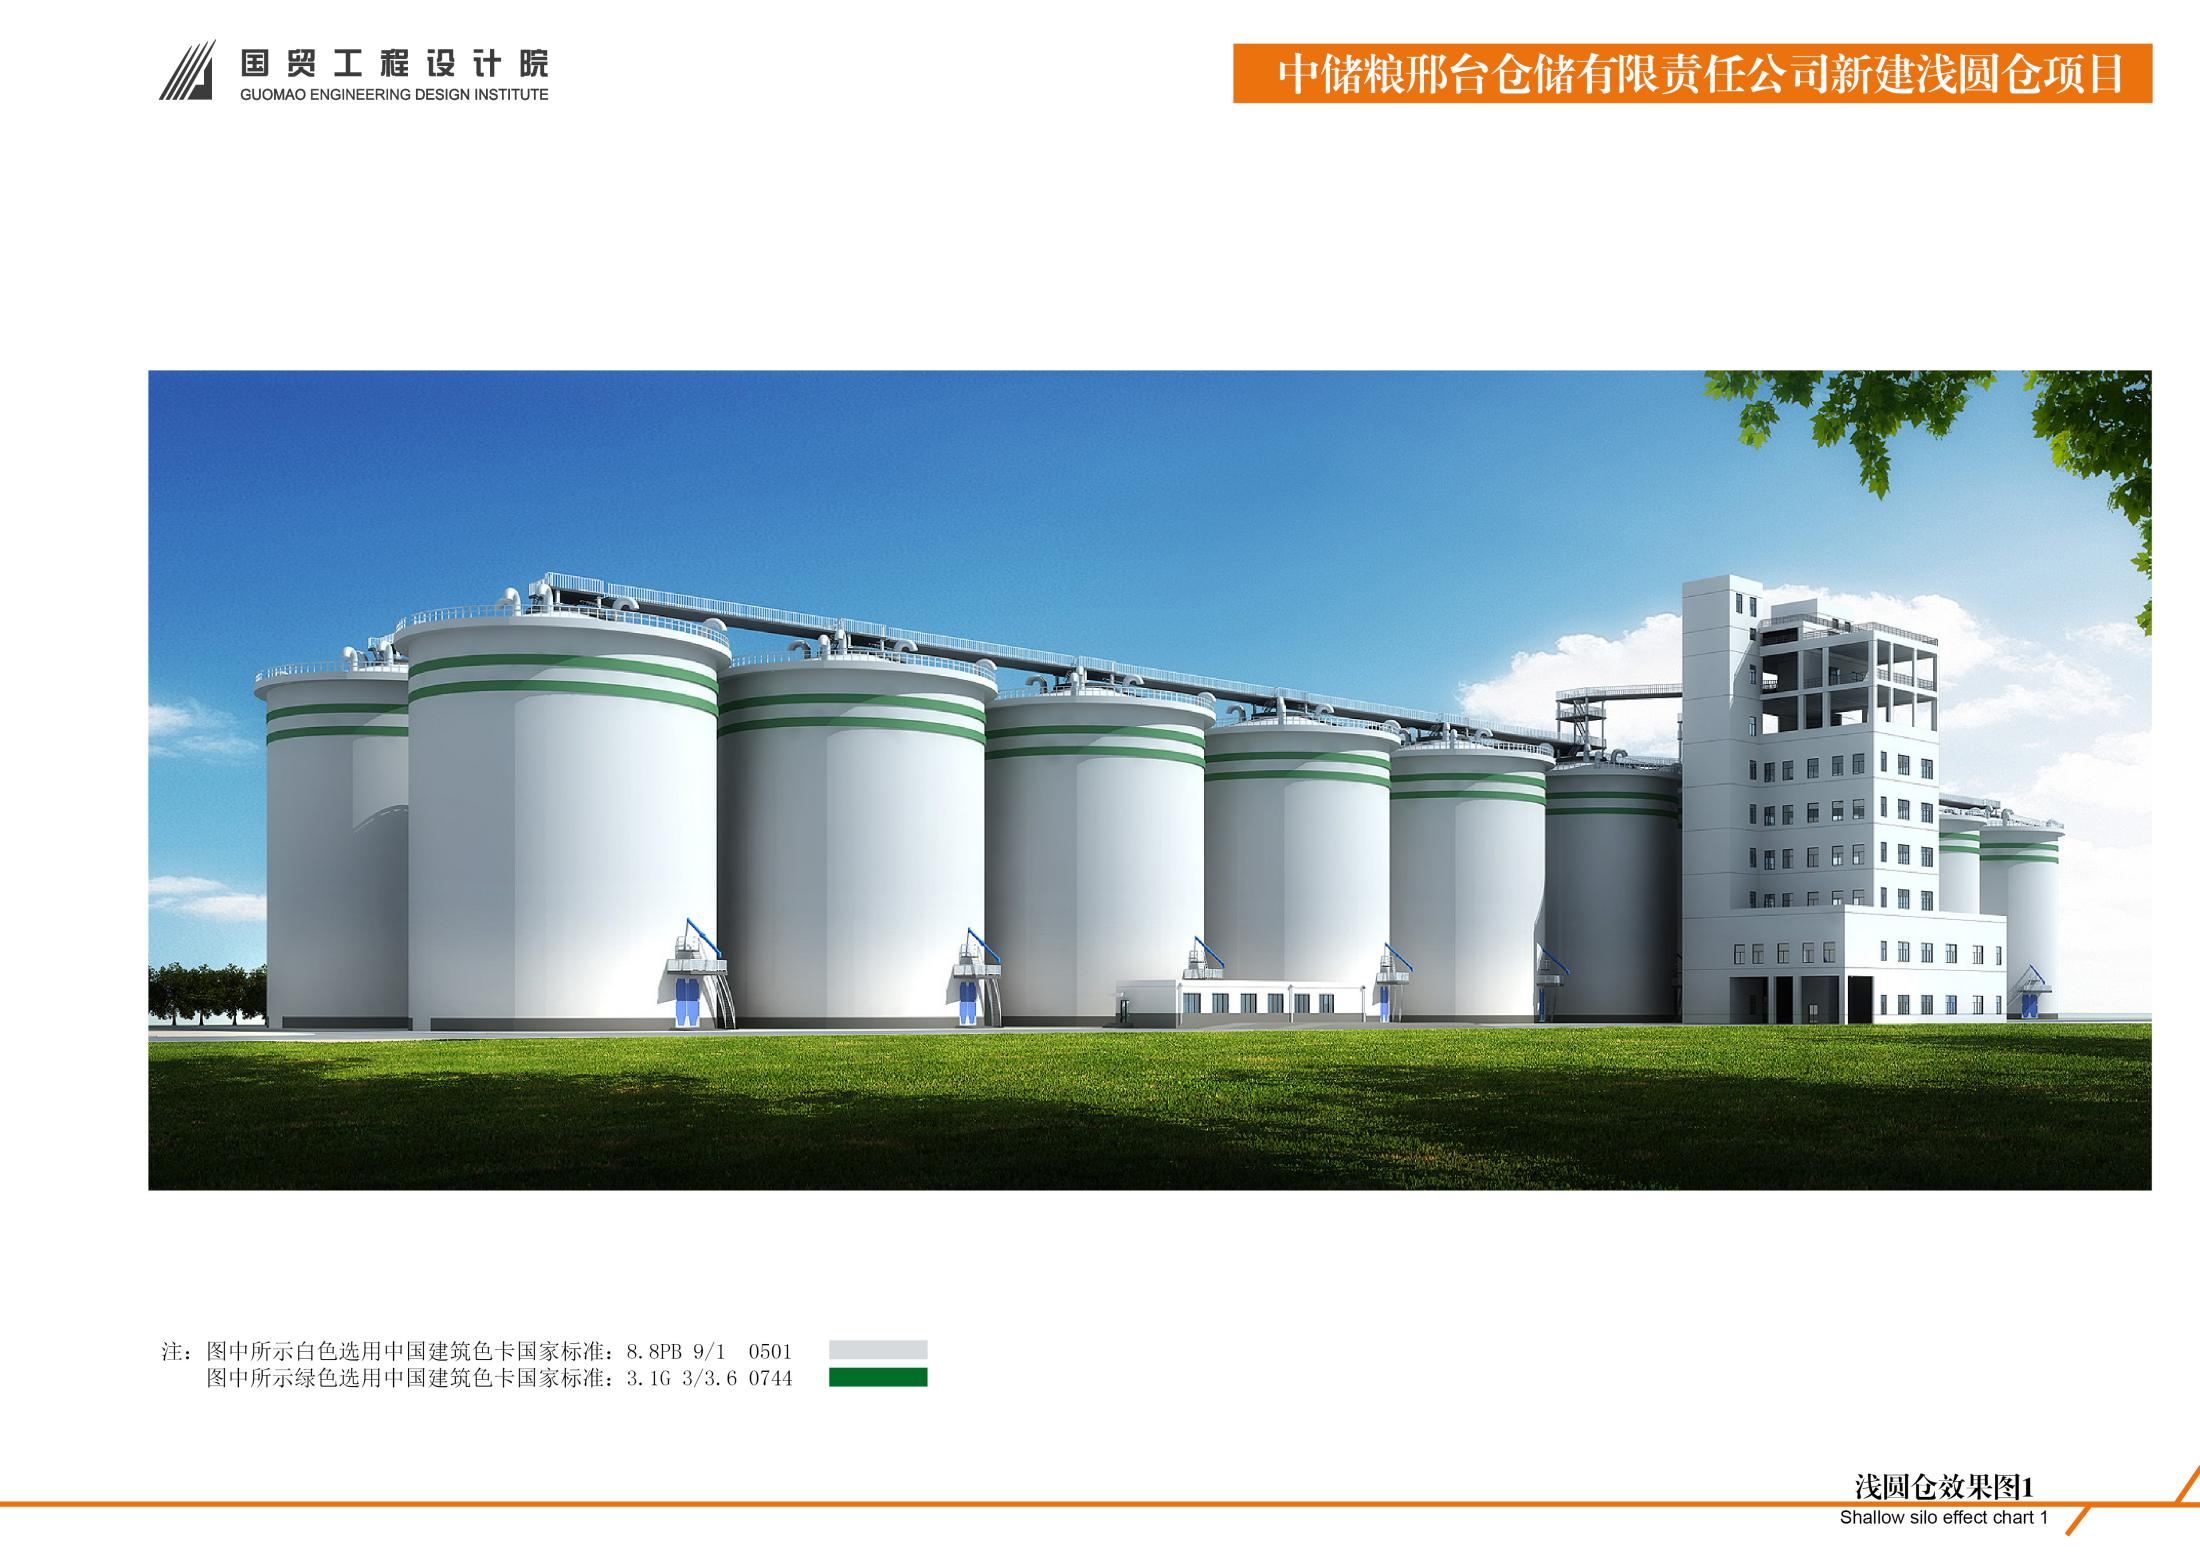 国贸工程设计院
GUOMAO ENGINEERING DESIGN INSTITUTE
中储粮邢台仓储有限责任公司新建浅圆仓项目
注：图中所示白色选用中国建筑色卡国家标准：8.8PB 9/1 0501
图中所示绿色选用中国建筑色卡国家标准：3.1G 3/3.6 0744
浅圆仓效果图1
Shallow silo effect chart 1